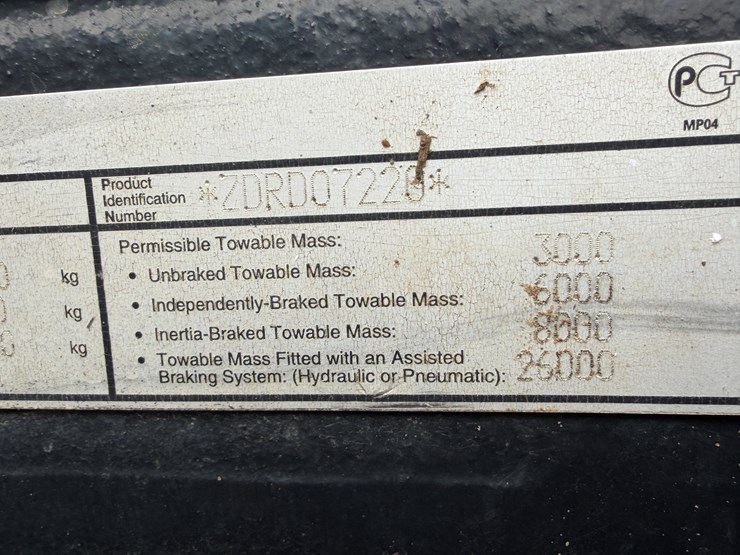 РСТ
MP04
Product
Identification
Number
*ZDRD07220*
Permissible Towable Mass:
• Unbraked Towable Mass: 3000
kg
• Independently-Braked Towable Mass: 6000
kg
• Inertia-Braked Towable Mass: 8000
kg
• Towable Mass Fitted with an Assisted
Braking System: (Hydraulic or Pneumatic): 26000